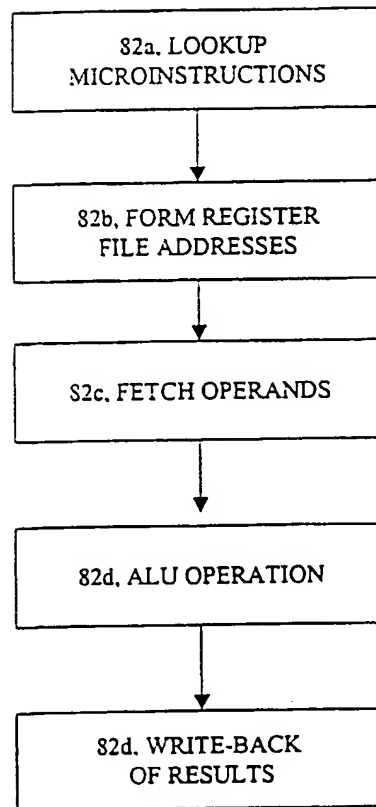 82a, LOOKUP
MICROINSTRUCTIONS
82b, FORM REGISTER
FILE ADDRESSES
82c, FETCH OPERANDS
82d, ALU OPERATION
82d, WRITE-BACK
OF RESULTS